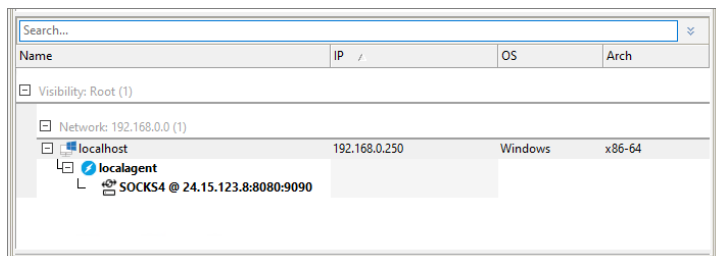 Search...
Name IP OS Arch
Visibility: Root (1)
Network: 192.168.0.0 (1)
localhost 192.168.0.250 Windows x86-64
localagent
SOCKS4 @ 24.15.123.8:8080:9090